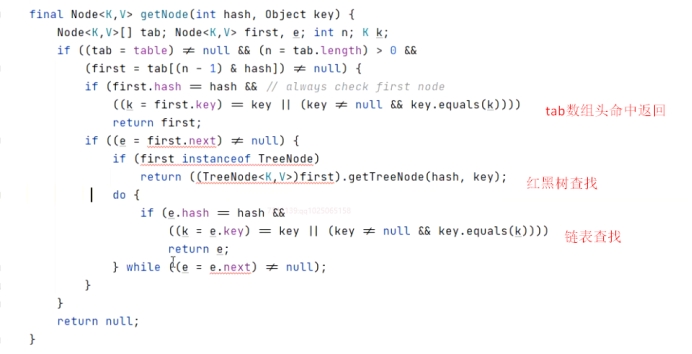 final Node<K,V> getNode(int hash, Object key) {
Node<K,V>[] tab; Node<K,V> first, e; int n; K k;
if ((tab = table) ≠ null && (n = tab.length) > 0 &&
(first = tab[(n - 1) & hash]) ≠ null) {
if (first.hash == hash && // always check first node
((k = first.key) == key || (key ≠ null && key.equals(k))))
tab数组头命中返回
return first;
if ((e = first.next) ≠ null) {
if (first instanceof TreeNode)
return ((TreeNode<K,V>)first).getTreeNode(hash, key);
红黑树查找
do {
if (e.hash == hash &&
((k = e.key) == key || (key ≠ null && key.equals(k))))
链表查找
return e;
} while ((e = e.next) ≠ null);
}
}
return null;
}